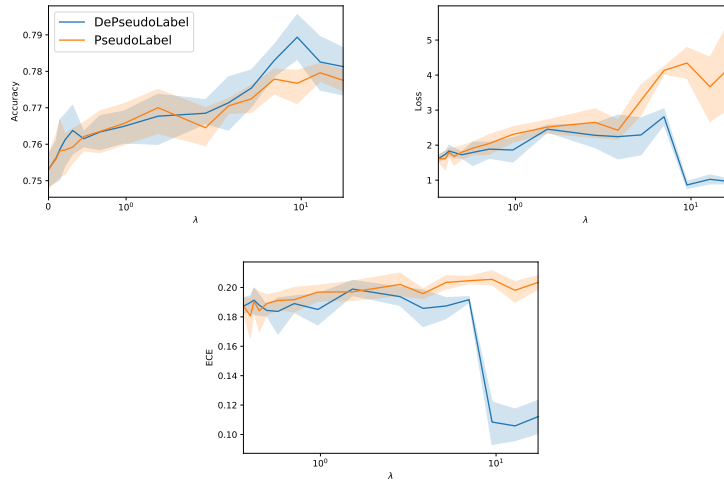 DePseudoLabel
PseudoLabel
Accuracy
0.79
0.78
0.77
0.76
0.75
0
10⁰
10¹
λ
Loss
5
4
3
2
1
10⁰
10¹
λ
ECE
0.20
0.18
0.16
0.14
0.12
0.10
10⁰
10¹
λ